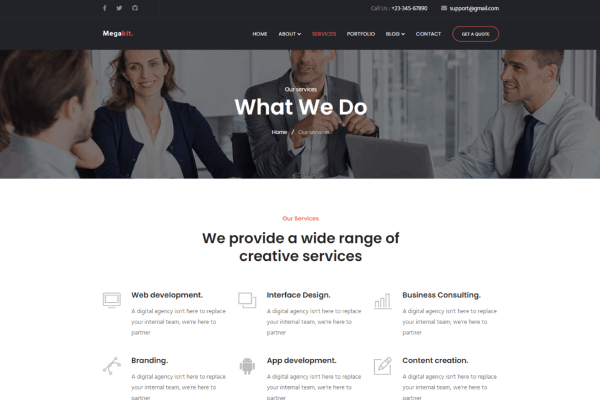 Call Us : +23-345-67890 support@gmail.com
Megakit. HOME ABOUT SERVICES PORTFOLIO BLOG CONTACT GET A QUOTE
Our services
What We Do
Home / Our services
Our Services
We provide a wide range of
creative services
Web development. Interface Design. Business Consulting.
A digital agency isn't here to replace A digital agency isn't here to replace A digital agency isn't here to replace
your internal team, we're here to your internal team, we're here to your internal team, we're here to
partner partner partner
Branding. App development. Content creation.
A digital agency isn't here to replace A digital agency isn't here to replace A digital agency isn't here to replace
your internal team, we're here to your internal team, we're here to your internal team, we're here to
partner partner partner